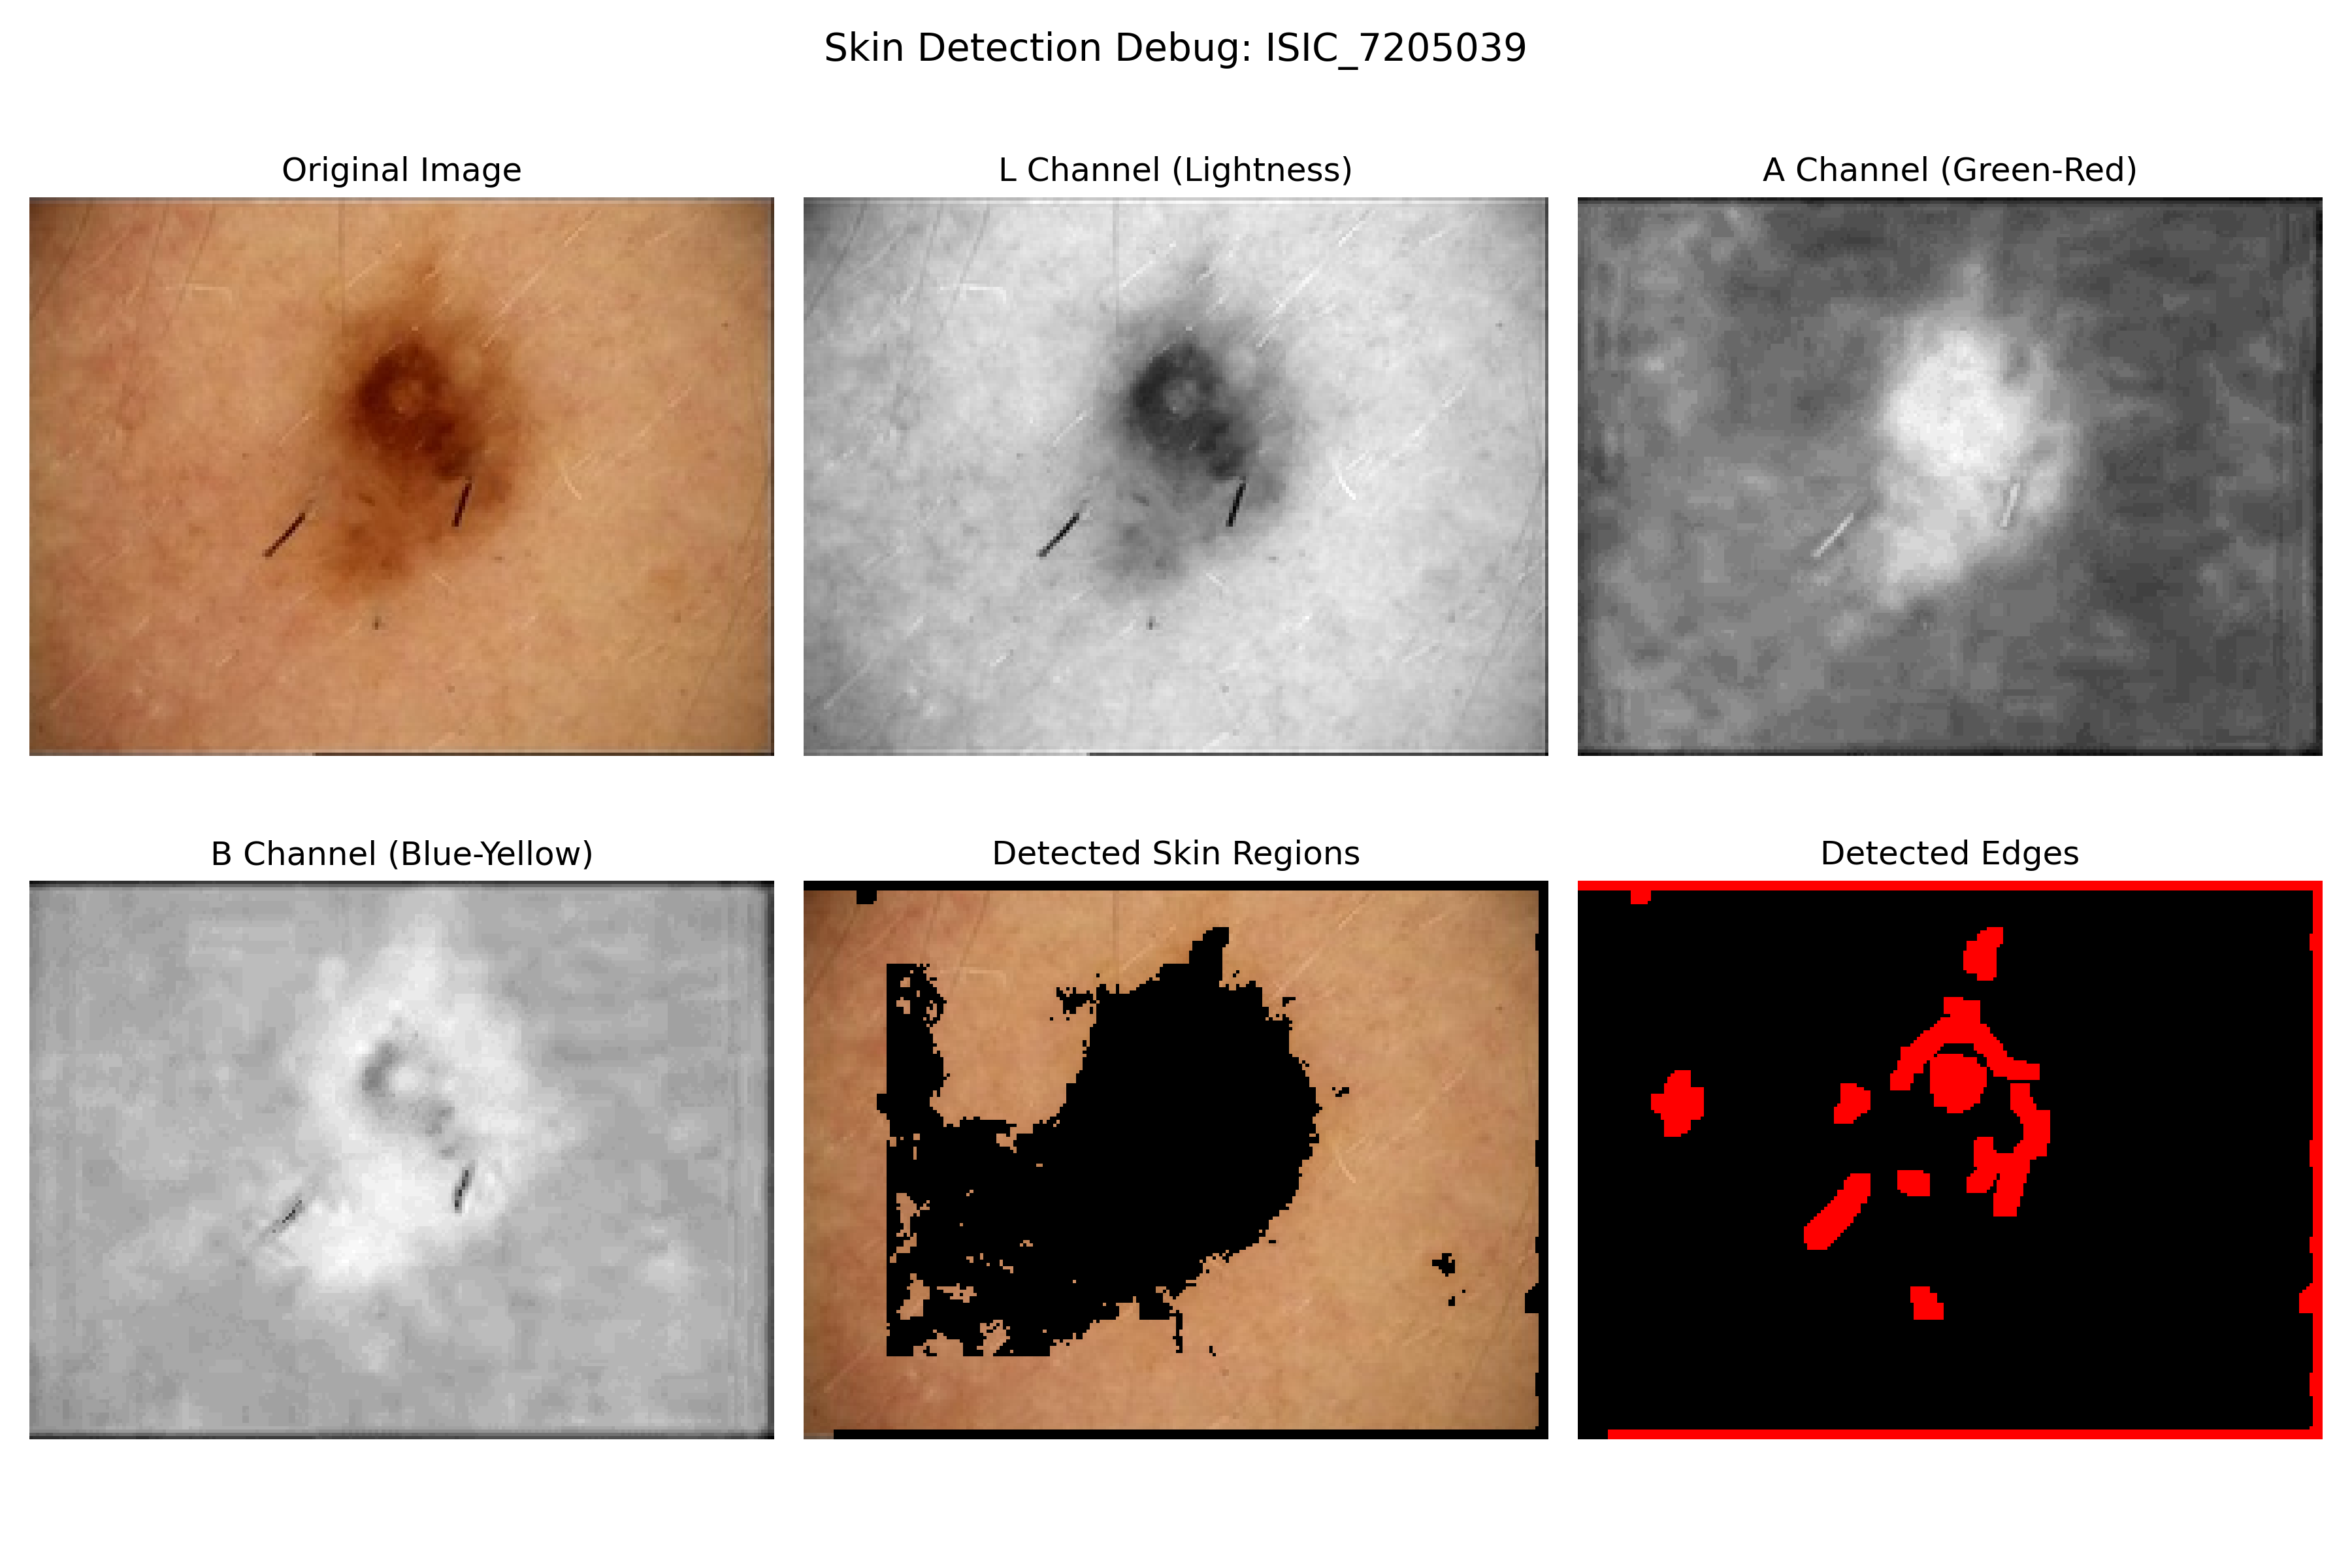 Skin Detection Debug: ISIC_7205039
Original Image
L Channel (Lightness)
A Channel (Green-Red)
B Channel (Blue-Yellow)
Detected Skin Regions
Detected Edges